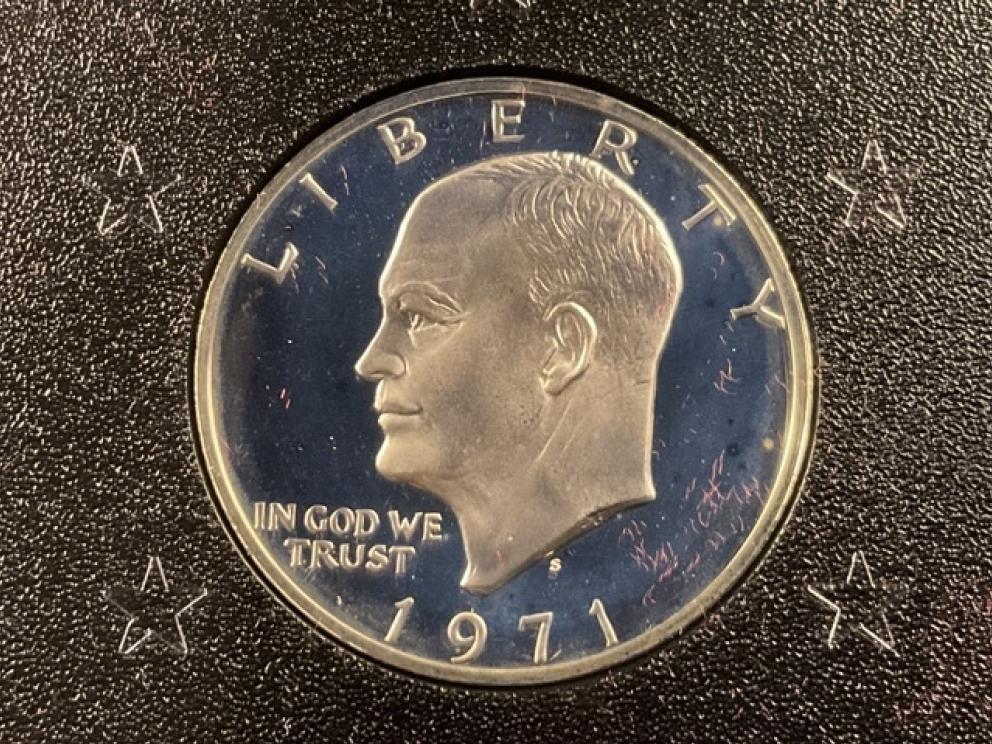 LIBERTY
IN GOD WE
TRUST
S
1971